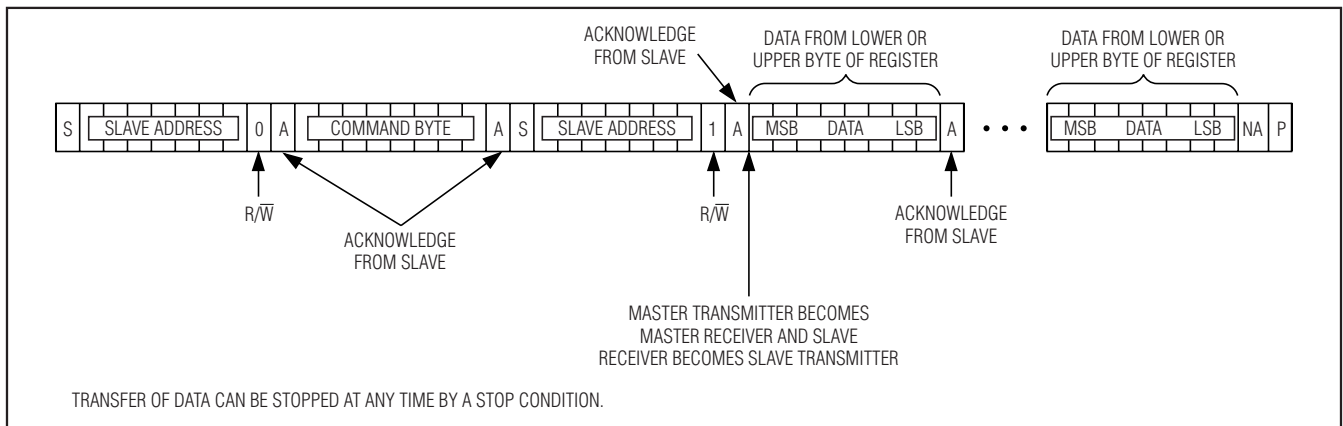 ACKNOWLEDGE
FROM SLAVE
DATA FROM LOWER OR
UPPER BYTE OF REGISTER
DATA FROM LOWER OR
UPPER BYTE OF REGISTER
S SLAVE ADDRESS 0 A COMMAND BYTE A S SLAVE ADDRESS 1 A MSB DATA LSB A • • • MSB DATA LSB NA P
R/W̅
ACKNOWLEDGE
FROM SLAVE
R/W̅
ACKNOWLEDGE
FROM SLAVE
MASTER TRANSMITTER BECOMES
MASTER RECEIVER AND SLAVE
RECEIVER BECOMES SLAVE TRANSMITTER
TRANSFER OF DATA CAN BE STOPPED AT ANY TIME BY A STOP CONDITION.